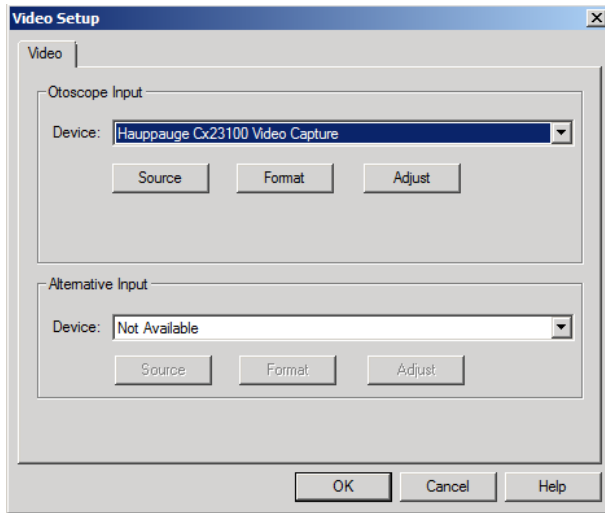 Video Setup
Video
Otoscope Input
Device: Hauppauge Cx23100 Video Capture
Source Format Adjust
Alternative Input
Device: Not Available
Source Format Adjust
OK Cancel Help